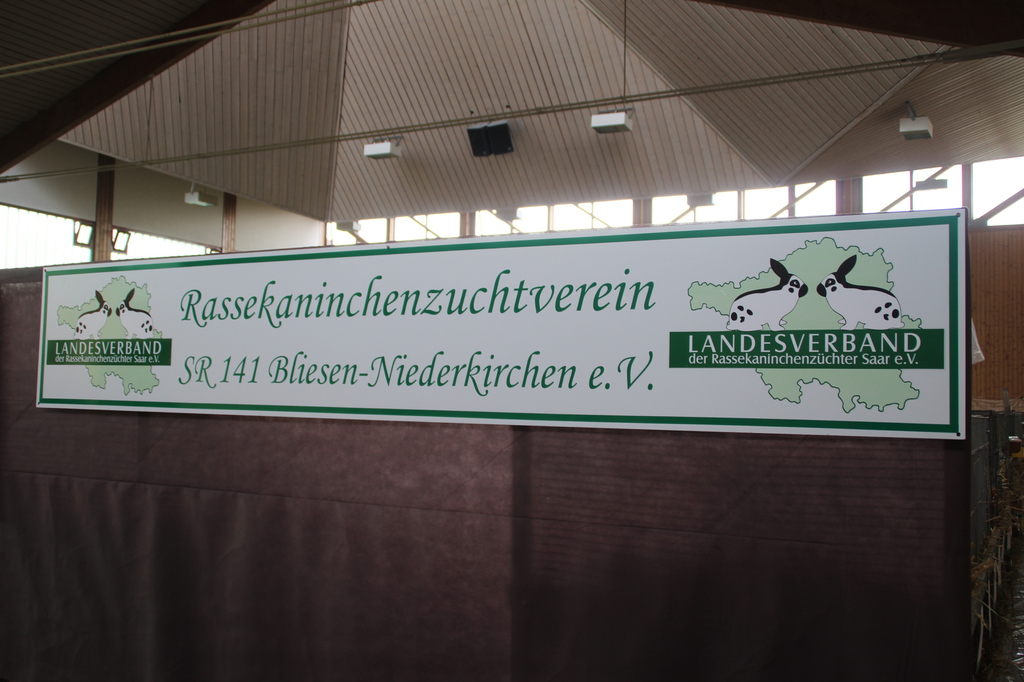 Rassekaninchenzuchtverein
SR 141 Bliesen-Niederkirchen e.V.
LANDESVERBAND
der Rassekaninchenzüchter Saar e.V.
LANDESVERBAND
der Rassekaninchenzüchter Saar e.V.